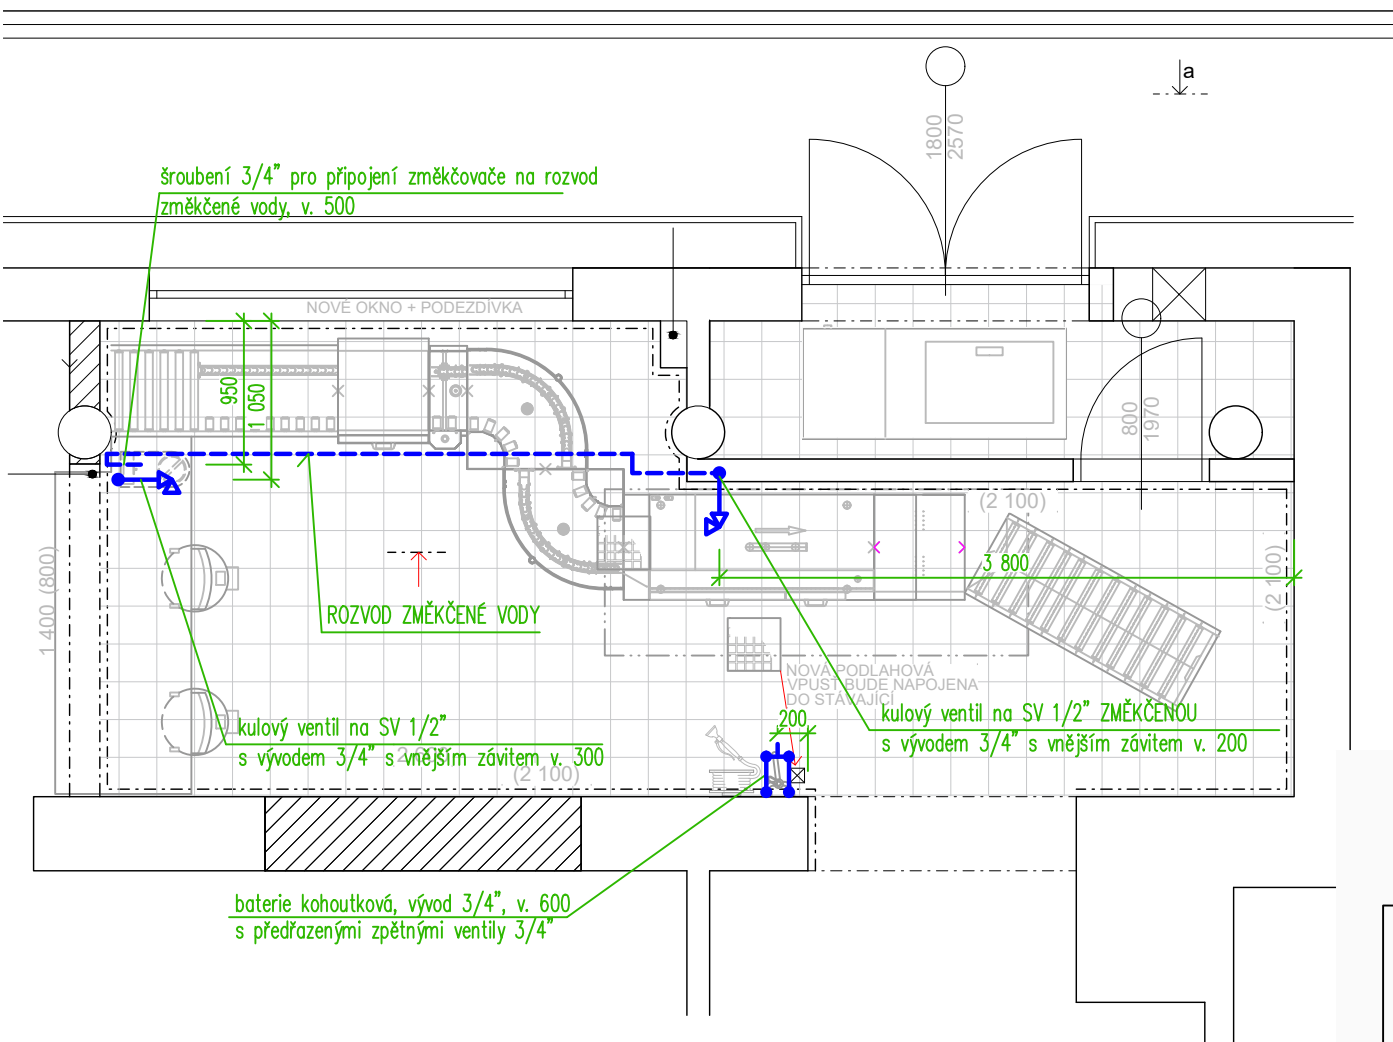 a
1800
2570
šroubení 3/4" pro připojení změkčovače na rozvod
změkčené vody, v. 500
NOVÉ OKNO + PODEZDÍVKA
950
1 050
800
1970
(2 100)
3 800
(2 100)
1 400 (800)
ROZVOD ZMĚKČENÉ VODY
NOVÁ PODLAHOVÁ
VPUSŤ BUDE NAPOJENA
DO STÁVAJÍCÍ
200
kulový ventil na SV 1/2" ZMĚKČENOU
s vývodem 3/4" s vnějším závitem v. 200
kulový ventil na SV 1/2"
s vývodem 3/4" s vnějším závitem v. 300
(2 100)
baterie kohoutková, vývod 3/4", v. 600
s předřazenými zpětnými ventily 3/4"